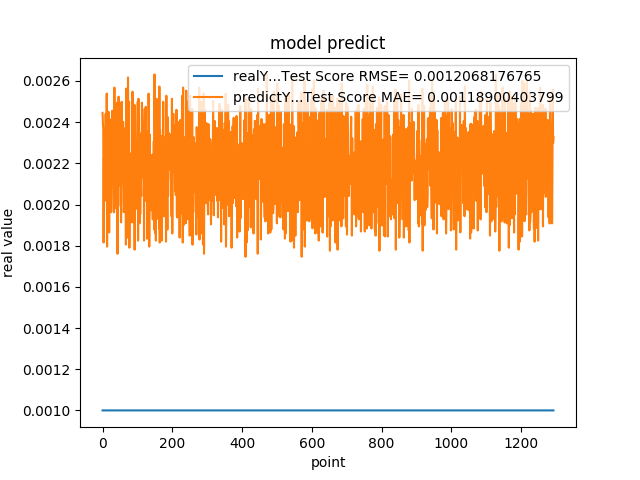 model predict
realY...Test Score RMSE= 0.0012068176765
predictY...Test Score MAE= 0.00118900403799
0.0026
0.0024
0.0022
0.0020
0.0018
0.0016
0.0014
0.0012
0.0010
real value
0 200 400 600 800 1000 1200
point